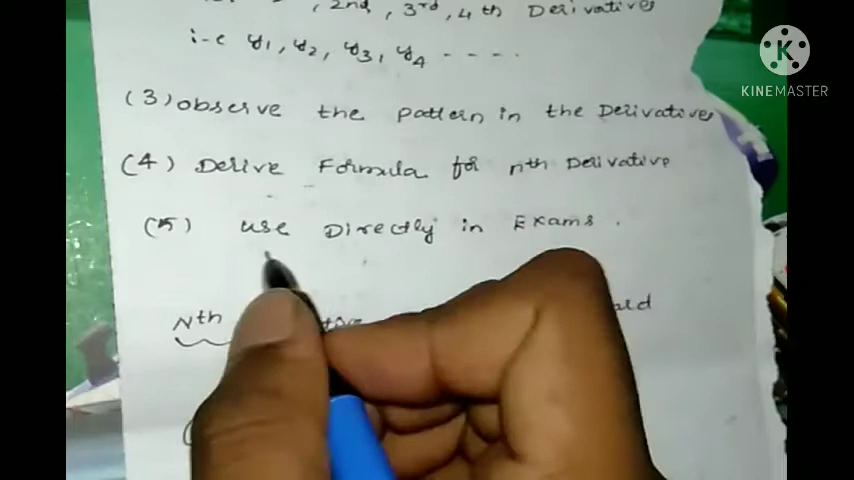 , 2nd, 3rd, 4th Derivatives
i-e y1, y2, y3, y4 - - - -.
KINEMASTER
(3) observe the pattern in the Derivatives
(4) Derive Formula for nth Derivative
(5) use Directly in Exams.
Nth